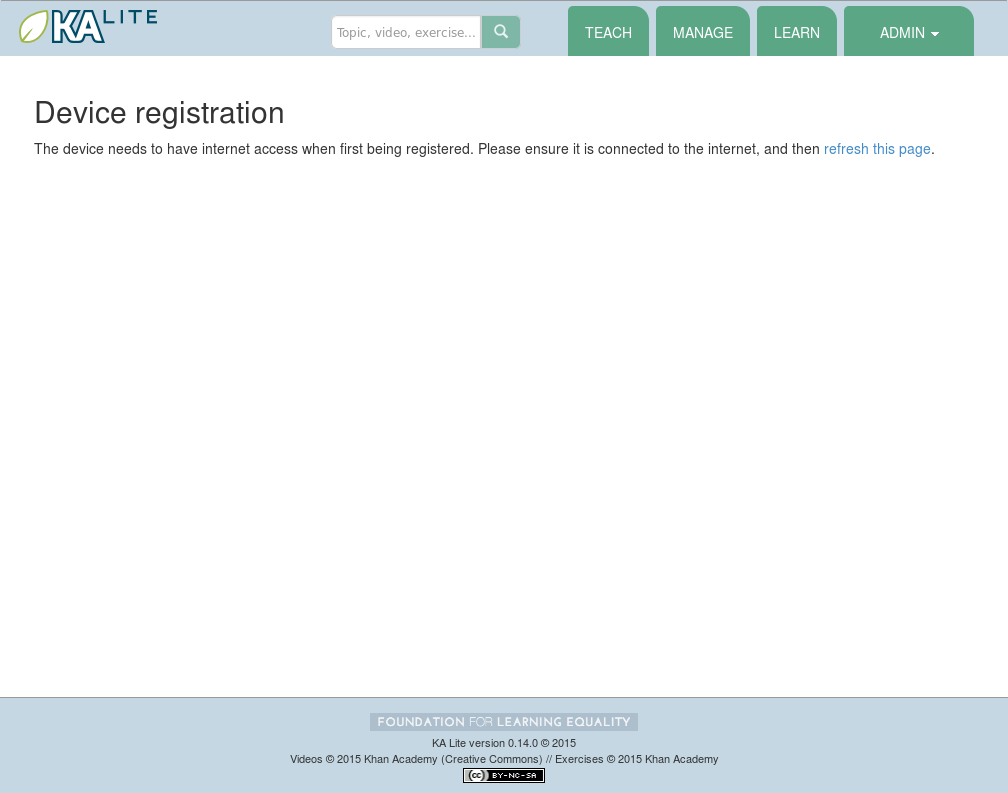 KA LITE
Topic, video, exercise...
TEACH
MANAGE
LEARN
ADMIN
Device registration
The device needs to have internet access when first being registered. Please ensure it is connected to the internet, and then refresh this page.
FOUNDATION FOR LEARNING EQUALITY
KA Lite version 0.14.0 © 2015
Videos © 2015 Khan Academy (Creative Commons) // Exercises © 2015 Khan Academy
cc BY-NC-SA